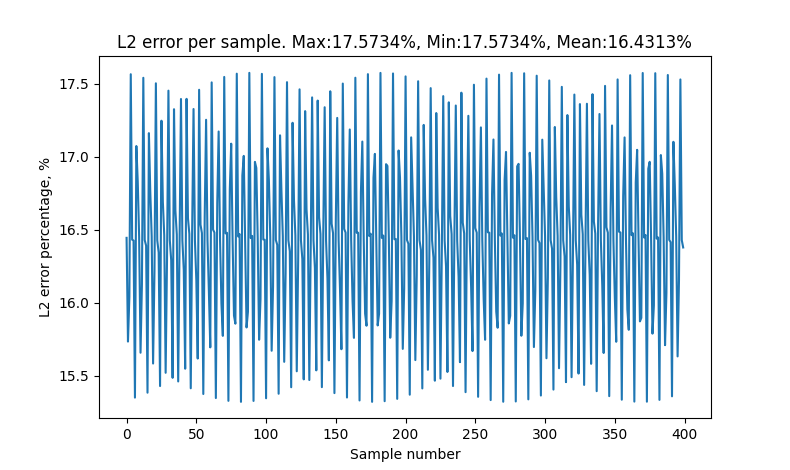 L2 error per sample. Max:17.5734%, Min:17.5734%, Mean:16.4313%
17.5
17.0
16.5
16.0
15.5
L2 error percentage, %
0 50 100 150 200 250 300 350 400
Sample number